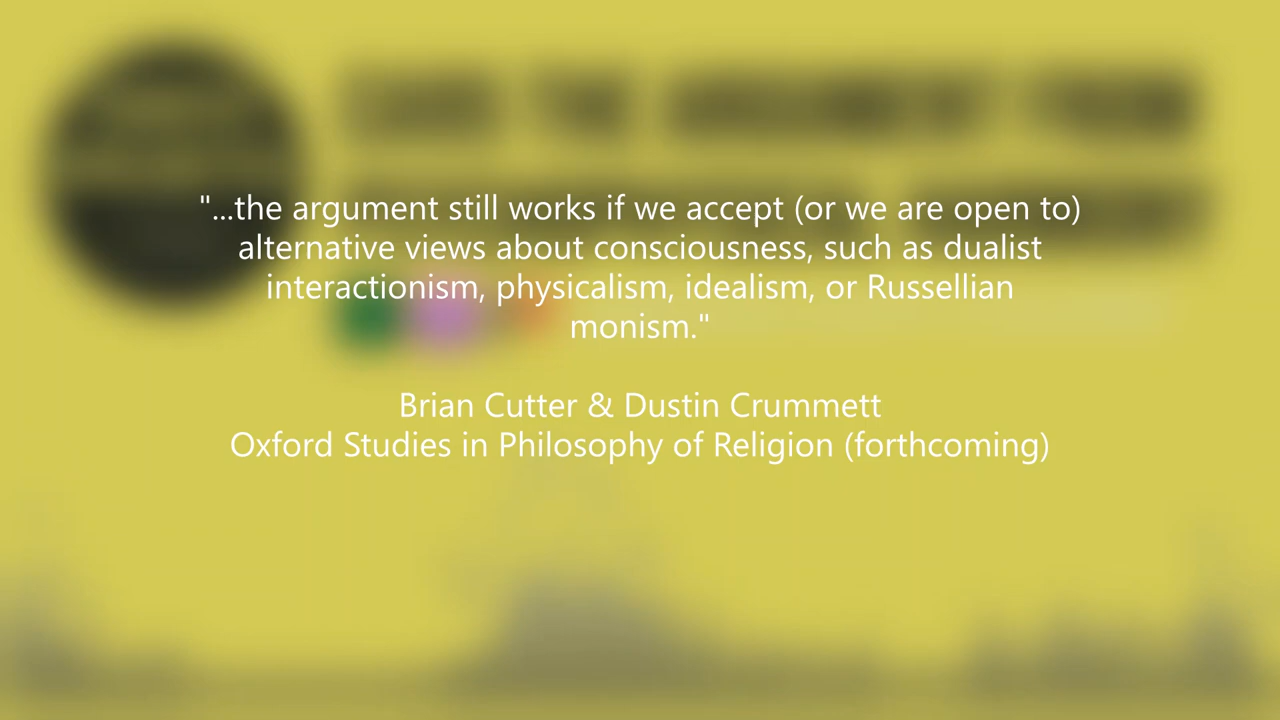 "...the argument still works if we accept (or we are open to)
alternative views about consciousness, such as dualist
interactionism, physicalism, idealism, or Russellian
monism."
Brian Cutter & Dustin Crummett
Oxford Studies in Philosophy of Religion (forthcoming)